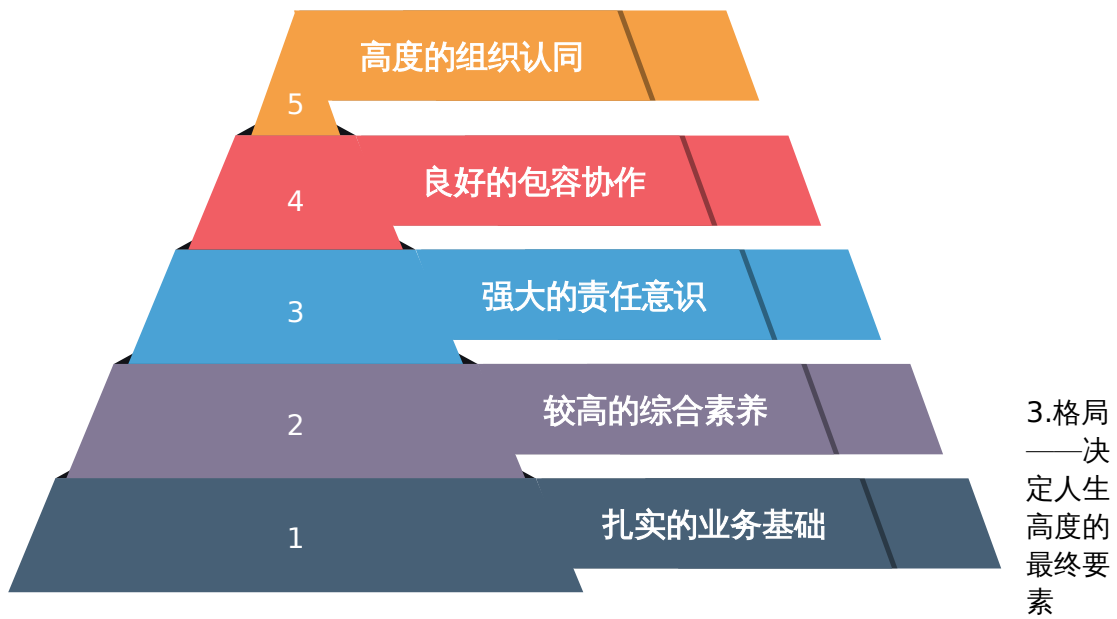 高度的组织认同
5
良好的包容协作
4
强大的责任意识
3
较高的综合素养
2
扎实的业务基础
1
3.格局
——决
定人生
高度的
最终要
素